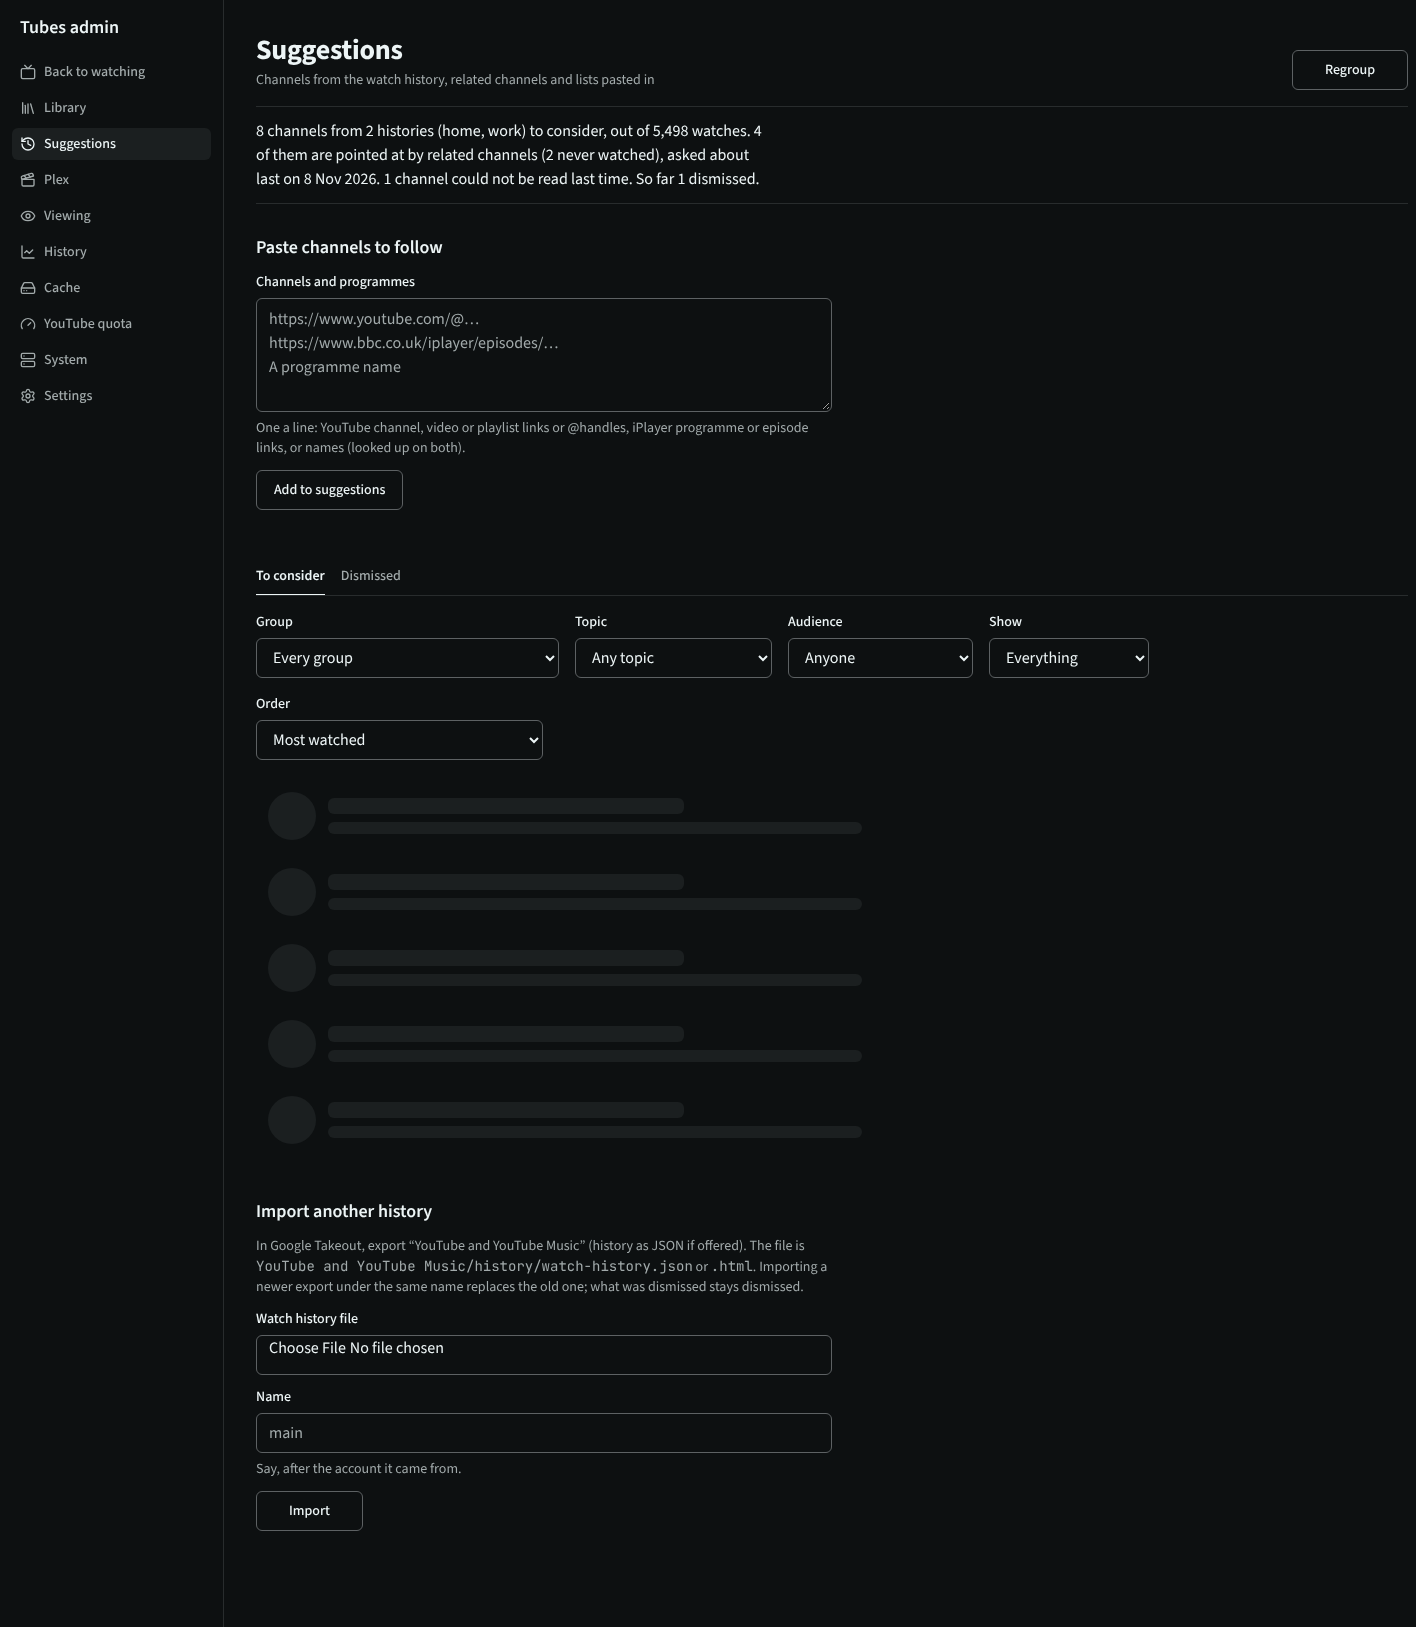 Tubes admin
Back to watching
Library
Suggestions
Plex
Viewing
History
Cache
YouTube quota
System
Settings
Suggestions
Channels from the watch history, related channels and lists pasted in
Regroup
8 channels from 2 histories (home, work) to consider, out of 5,498 watches. 4
of them are pointed at by related channels (2 never watched), asked about
last on 8 Nov 2026. 1 channel could not be read last time. So far 1 dismissed.
Paste channels to follow
Channels and programmes
https://www.youtube.com/@…
https://www.bbc.co.uk/iplayer/episodes/…
A programme name
One a line: YouTube channel, video or playlist links or @handles, iPlayer programme or episode
links, or names (looked up on both).
Add to suggestions
To consider Dismissed
Group Topic Audience Show
Every group Any topic Anyone Everything
Order
Most watched
Import another history
In Google Takeout, export “YouTube and YouTube Music” (history as JSON if offered). The file is
YouTube and YouTube Music/history/watch-history.json or .html. Importing a
newer export under the same name replaces the old one; what was dismissed stays dismissed.
Watch history file
Choose File No file chosen
Name
main
Say, after the account it came from.
Import